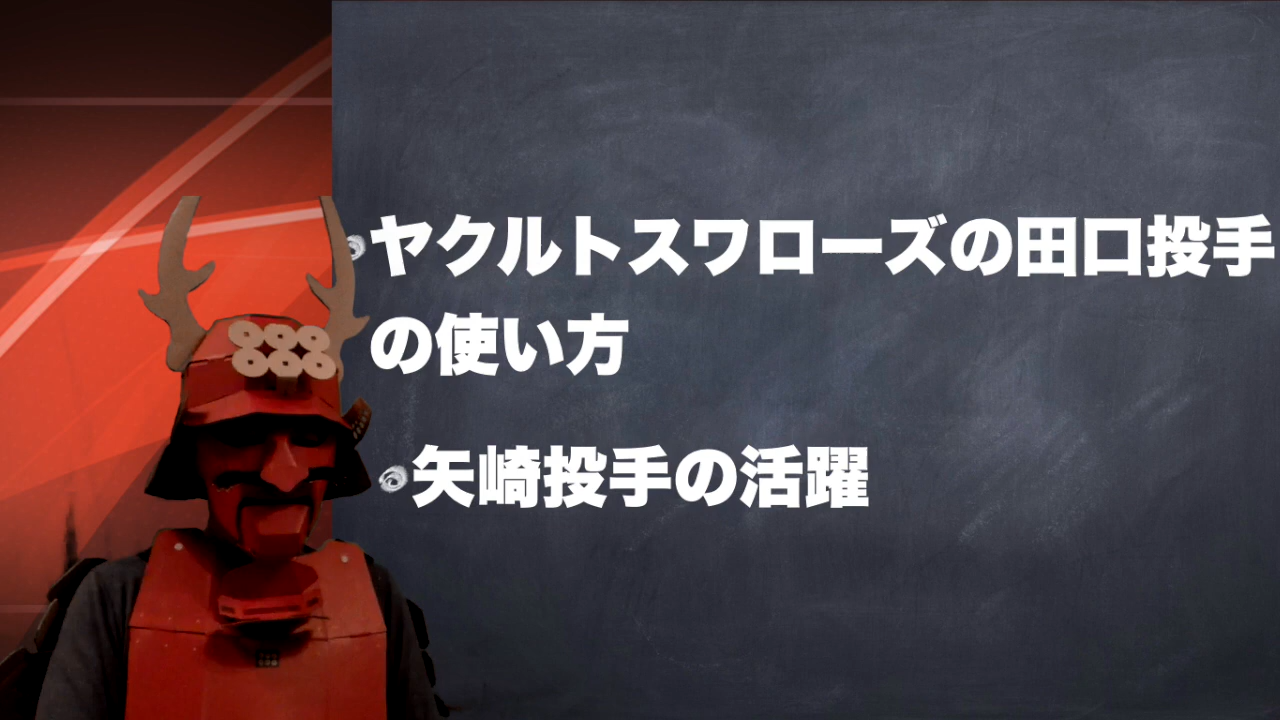 ヤクルトスワローズの田口投手
の使い方
矢崎投手の活躍